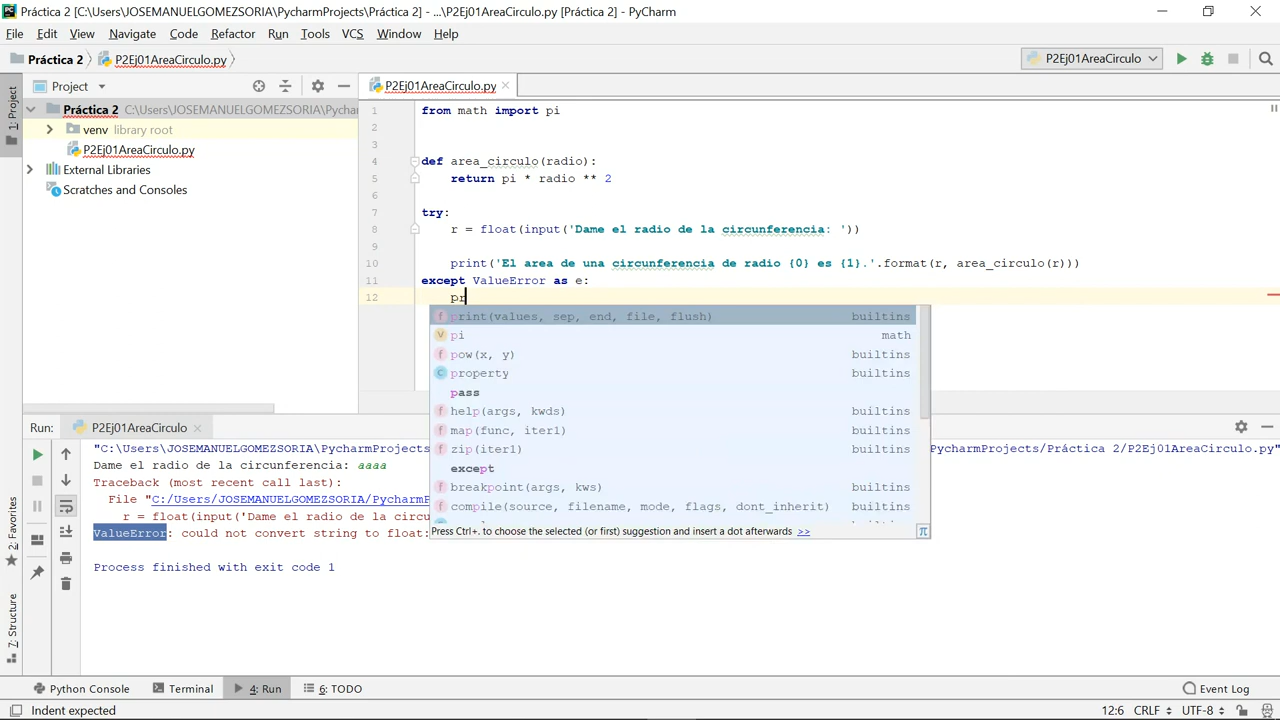 Práctica 2 [C:\Users\JOSEMANUELGOMEZSORIA\PycharmProjects\Práctica 2] - ...\P2Ej01AreaCirculo.py [Práctica 2] - PyCharm
File Edit View Navigate Code Refactor Run Tools VCS Window Help
Práctica 2 P2Ej01AreaCirculo.py P2Ej01AreaCirculo
1: Project
Project
P2Ej01AreaCirculo.py
Práctica 2 C:\Users\JOSEMANUELGOMEZSORIA\Pycha
venv library root
P2Ej01AreaCirculo.py
External Libraries
Scratches and Consoles
1 from math import pi
2
3
4 def area_circulo(radio):
5 return pi * radio ** 2
6
7 try:
8 r = float(input('Dame el radio de la circunferencia: '))
9
10 print('El area de una circunferencia de radio {0} es {1}.'.format(r, area_circulo(r)))
11 except ValueError as e:
12 pr
print(values, sep, end, file, flush) builtins
pi math
pow(x, y) builtins
property builtins
pass
help(args, kwds) builtins
map(func, iter1) builtins
zip(iter1) builtins
except
breakpoint(args, kws) builtins
compile(source, filename, mode, flags, dont_inherit) builtins
Press Ctrl+. to choose the selected (or first) suggestion and insert a dot afterwards >>
Run: P2Ej01AreaCirculo
"C:\Users\JOSEMANUELGOMEZSORIA\PycharmProjects PycharmProjects/Práctica 2/P2Ej01AreaCirculo.py"
Dame el radio de la circunferencia: aaaa
Traceback (most recent call last):
File "C:/Users/JOSEMANUELGOMEZSORIA/PycharmP
r = float(input('Dame el radio de la circu
ValueError: could not convert string to float:
Process finished with exit code 1
2: Favorites
7: Structure
Python Console Terminal 4: Run 6: TODO Event Log
Indent expected 12:6 CRLF UTF-8